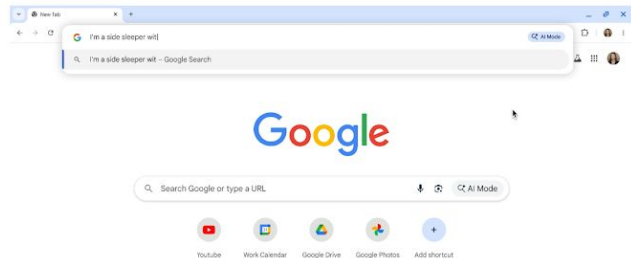 New Tab
I'm a side sleeper wit
AI Mode
I'm a side sleeper wit – Google Search
Google
Search Google or type a URL
AI Mode
Youtube Work Calendar Google Drive Google Photos Add shortcut